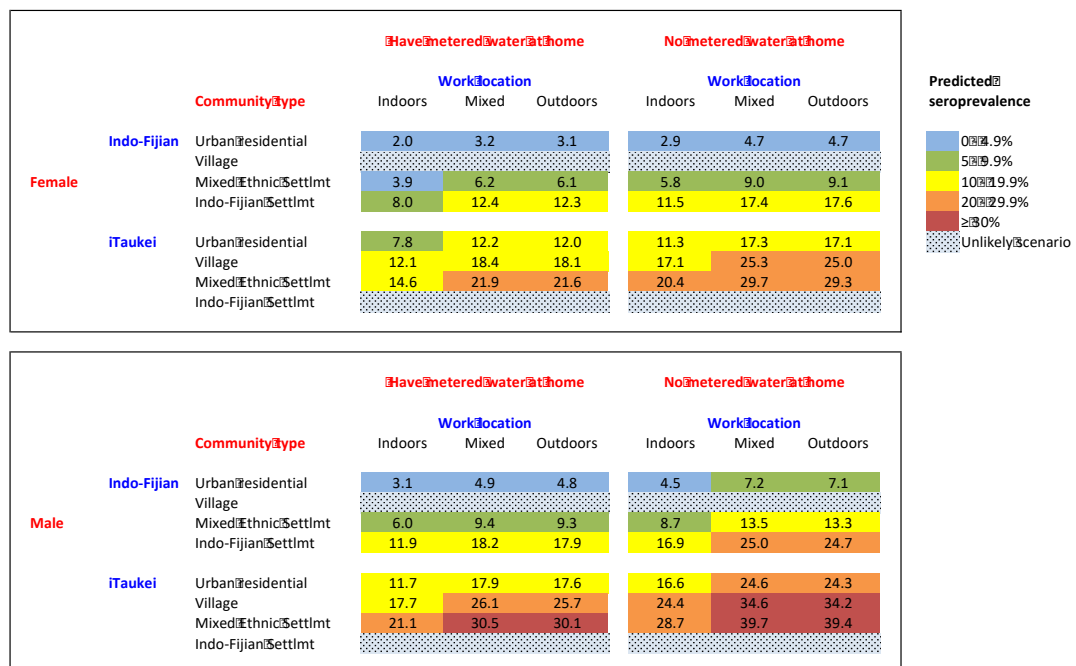 Have metered water at home No metered water at home
Work location Work location
Community type Indoors Mixed Outdoors Indoors Mixed Outdoors
Indo-Fijian Urban residential 2.0 3.2 3.1 2.9 4.7 4.7
Village
Female Mixed Ethnic Settlmt 3.9 6.2 6.1 5.8 9.0 9.1
Indo-Fijian Settlmt 8.0 12.4 12.3 11.5 17.4 17.6
iTaukei Urban residential 7.8 12.2 12.0 11.3 17.3 17.1
Village 12.1 18.4 18.1 17.1 25.3 25.0
Mixed Ethnic Settlmt 14.6 21.9 21.6 20.4 29.7 29.3
Indo-Fijian Settlmt
Predicted
seroprevalence
0 - 4.9%
5 - 9.9%
10 - 19.9%
20 - 29.9%
≥ 30%
Unlikely scenario
Have metered water at home No metered water at home
Work location Work location
Community type Indoors Mixed Outdoors Indoors Mixed Outdoors
Indo-Fijian Urban residential 3.1 4.9 4.8 4.5 7.2 7.1
Village
Male Mixed Ethnic Settlmt 6.0 9.4 9.3 8.7 13.5 13.3
Indo-Fijian Settlmt 11.9 18.2 17.9 16.9 25.0 24.7
iTaukei Urban residential 11.7 17.9 17.6 16.6 24.6 24.3
Village 17.7 26.1 25.7 24.4 34.6 34.2
Mixed Ethnic Settlmt 21.1 30.5 30.1 28.7 39.7 39.4
Indo-Fijian Settlmt